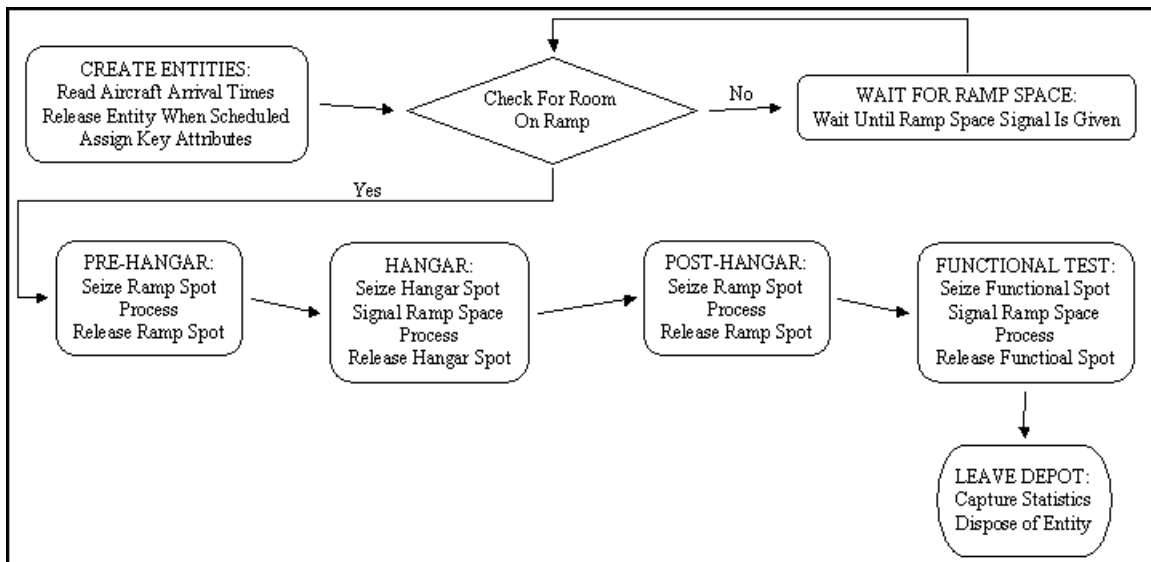 CREATE ENTITIES:
Read Aircraft Arrival Times
Release Entity When Scheduled
Assign Key Attributes
Check For Room
On Ramp
No
WAIT FOR RAMP SPACE:
Wait Until Ramp Space Signal Is Given
Yes
PRE-HANGAR:
Seize Ramp Spot
Process
Release Ramp Spot
HANGAR:
Seize Hangar Spot
Signal Ramp Space
Process
Release Hangar Spot
POST-HANGAR:
Seize Ramp Spot
Process
Release Ramp Spot
FUNCTIONAL TEST:
Seize Functional Spot
Signal Ramp Space
Process
Release Functioal Spot
LEAVE DEPOT:
Capture Statistics
Dispose of Entity